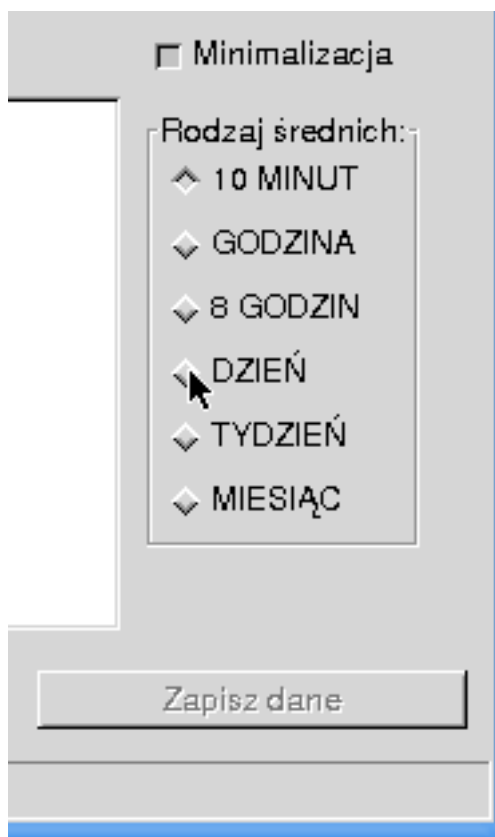 Minimalizacja
Rodzaj średnich:
10 MINUT
GODZINA
8 GODZIN
DZIEŃ
TYDZIEŃ
MIESIĄC
Zapisz dane